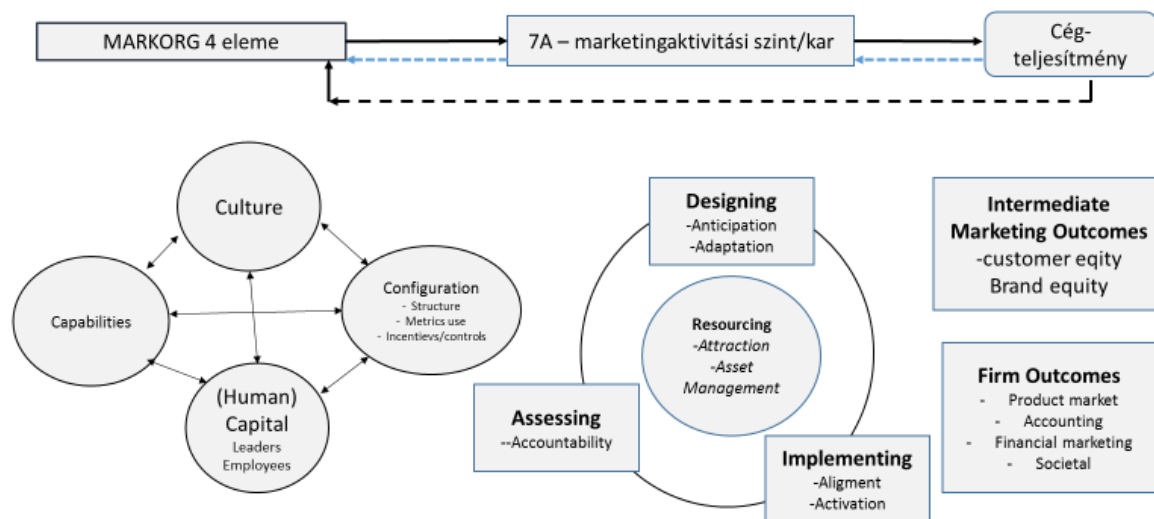 MARKORG 4 eleme
7A – marketingaktivitási szint/kar
Cég-
teljesítmény
Culture
Capabilities
Configuration
- Structure
- Metrics use
- Incentievs/controls
(Human)
Capital
Leaders
Employees
Designing
-Anticipation
-Adaptation
Resourcing
-Attraction
-Asset
Management
Assessing
--Accountability
Implementing
-Aligment
-Activation
Intermediate
Marketing Outcomes
-customer eqity
Brand equity
Firm Outcomes
- Product market
- Accounting
- Financial marketing
- Societal